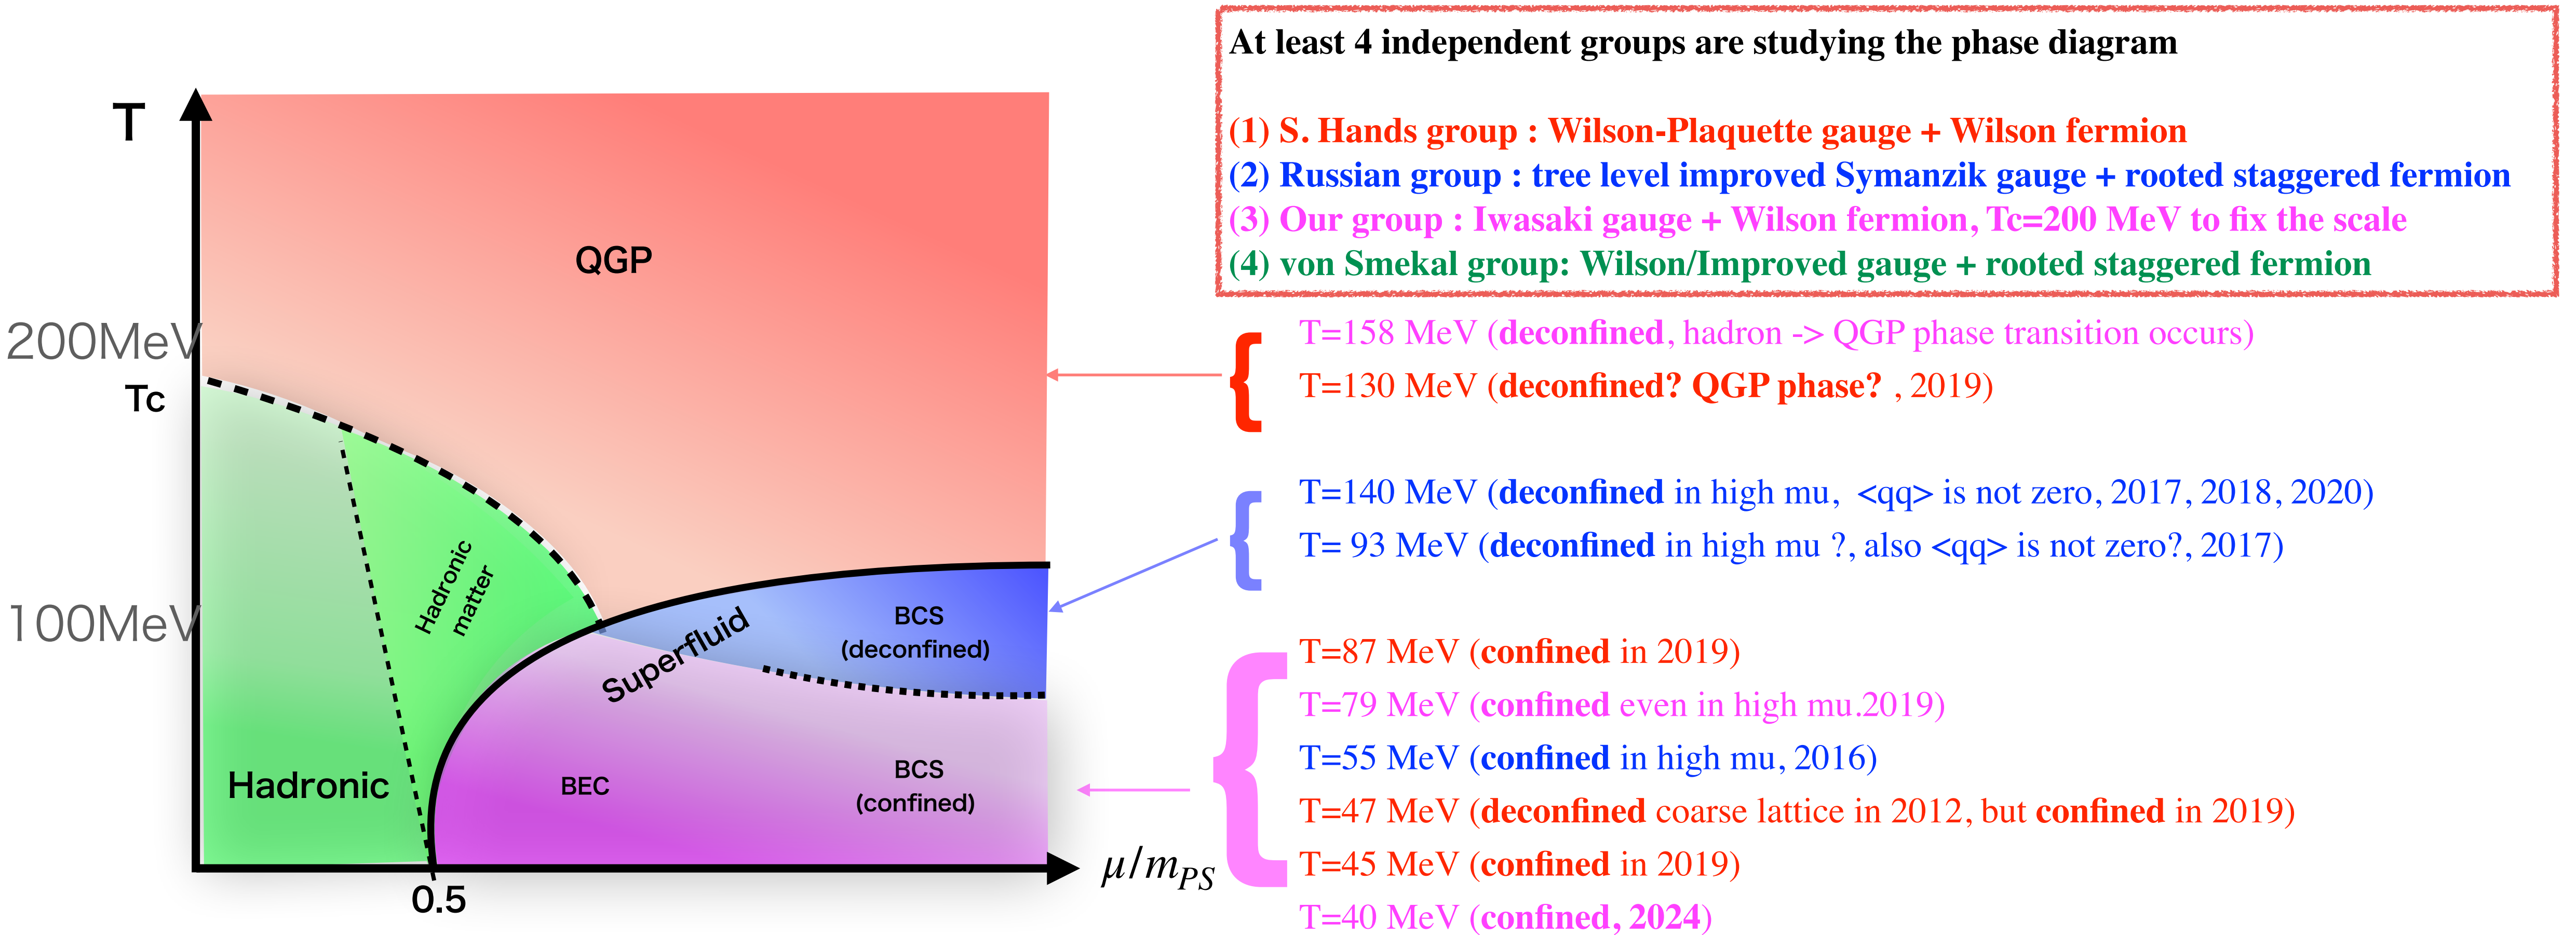 At least 4 independent groups are studying the phase diagram
(1) S. Hands group : Wilson-Plaquette gauge + Wilson fermion
(2) Russian group : tree level improved Symanzik gauge + rooted staggered fermion
(3) Our group : Iwasaki gauge + Wilson fermion, Tc=200 MeV to fix the scale
(4) von Smekal group: Wilson/Improved gauge + rooted staggered fermion
T
QGP
200MeV
Tc
100MeV
Hadronic
matter
Superfluid
BCS
(deconfined)
Hadronic
BEC
BCS
(confined)
0.5
μ/m_{PS}
{ T=158 MeV (deconfined, hadron -> QGP phase transition occurs)
T=130 MeV (deconfined? QGP phase? , 2019)
{ T=140 MeV (deconfined in high mu, <qq> is not zero, 2017, 2018, 2020)
T= 93 MeV (deconfined in high mu ?, also <qq> is not zero?, 2017)
{ T=87 MeV (confined in 2019)
T=79 MeV (confined even in high mu.2019)
T=55 MeV (confined in high mu, 2016)
T=47 MeV (deconfined coarse lattice in 2012, but confined in 2019)
T=45 MeV (confined in 2019)
T=40 MeV (confined, 2024)